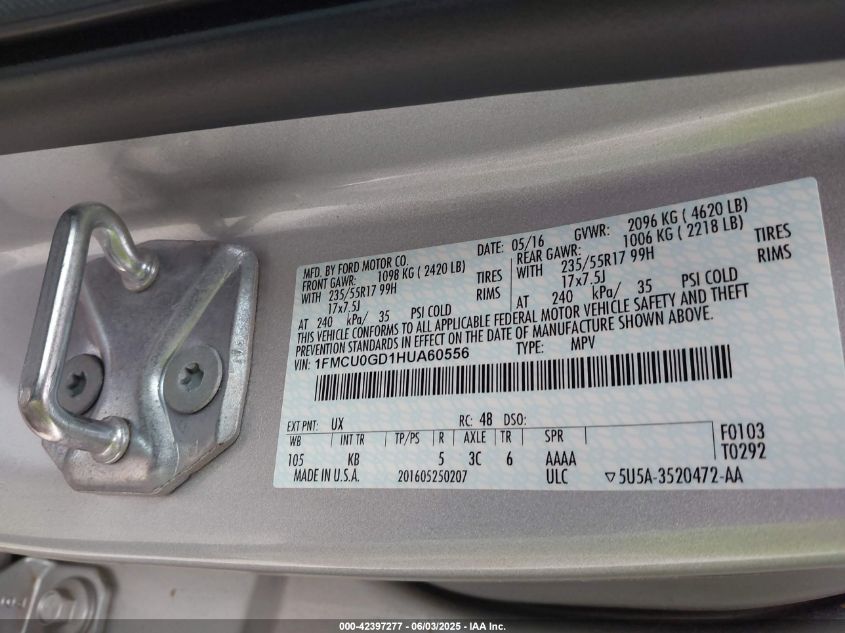 MFD. BY FORD MOTOR CO. DATE: 05/16 GVWR: 2096 KG ( 4620 LB)
FRONT GAWR: 1098 KG ( 2420 LB) REAR GAWR: 1006 KG ( 2218 LB)
WITH 235/55R17 99H TIRES WITH 235/55R17 99H TIRES
17x7.5J RIMS 17x7.5J RIMS
AT 240 kPa/ 35 PSI COLD AT 240 kPa/ 35 PSI COLD
THIS VEHICLE CONFORMS TO ALL APPLICABLE FEDERAL MOTOR VEHICLE SAFETY AND THEFT
PREVENTION STANDARDS IN EFFECT ON THE DATE OF MANUFACTURE SHOWN ABOVE.
VIN: 1FMCU0GD1HUA60556 TYPE: MPV
EXT PNT: UX RC: 48 DSO:
WB INT TR TP/PS R AXLE TR SPR F0103
105 KB 5 3C 6 AAAA T0292
MADE IN U.S.A. 201605250207 ULC ▽5U5A-3520472-AA
000-42397277 - 06/03/2025 - IAA Inc.